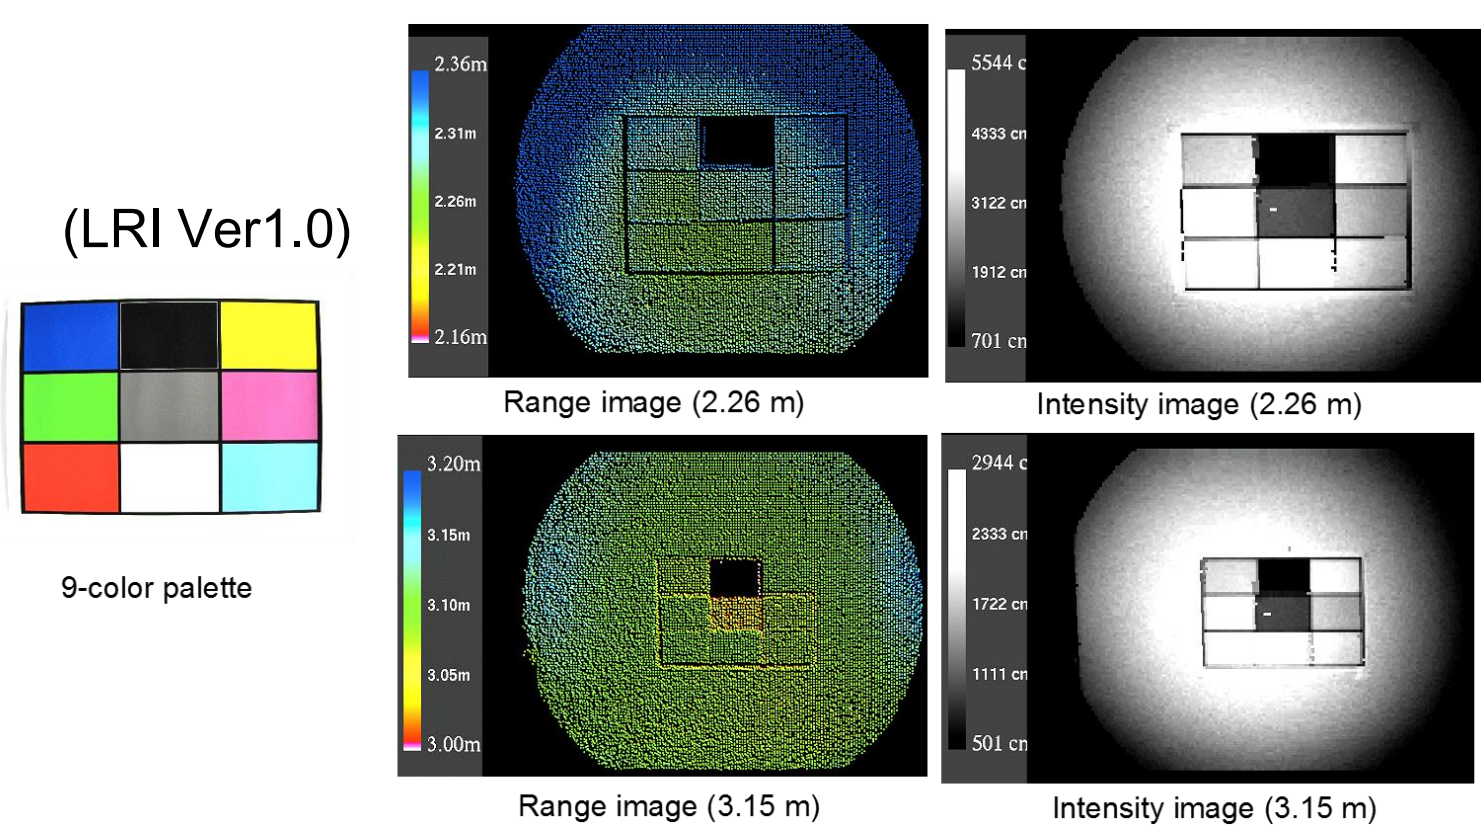 (LRI Ver1.0)
9-color palette
2.36m
2.31m
2.26m
2.21m
2.16m
Range image (2.26 m)
5544 c
4333 cn
3122 cn
1912 cn
701 cn
Intensity image (2.26 m)
3.20m
3.15m
3.10m
3.05m
3.00m
Range image (3.15 m)
2944 c
2333 cn
1722 cn
1111 cn
501 cn
Intensity image (3.15 m)